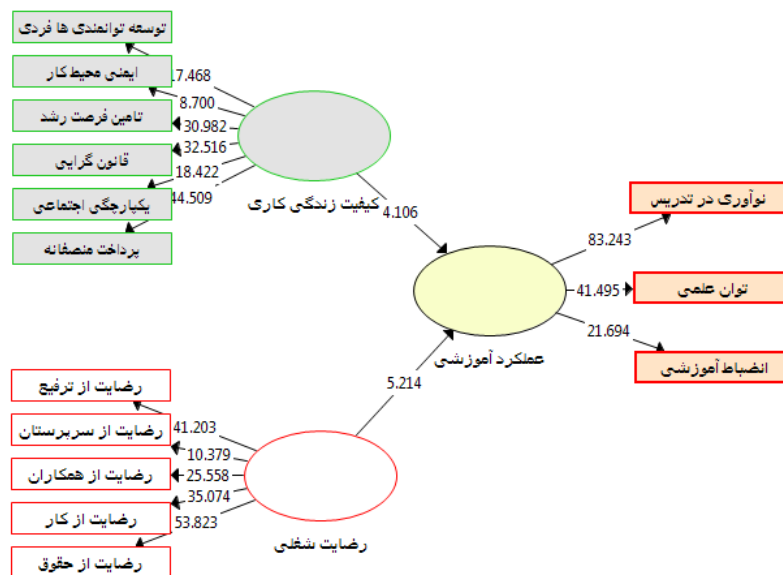 توسعه توانمندی ها فردی
ایمنی محیط کار
تامین فرصت رشد
قانون گرایی
یکپارچگی اجتماعی
پرداخت منصفانه
17.468
8.700
30.982
32.516
18.422
44.509
کیفیت زندگی کاری
4.106
نوآوری در تدریس
توان علمی
انضباط آموزشی
83.243
41.495
21.694
عملکرد آموزشی
5.214
رضایت از ترفیع
رضایت از سرپرستان
رضایت از همکاران
رضایت از کار
رضایت از حقوق
41.203
10.379
25.558
35.074
53.823
رضایت شغلی